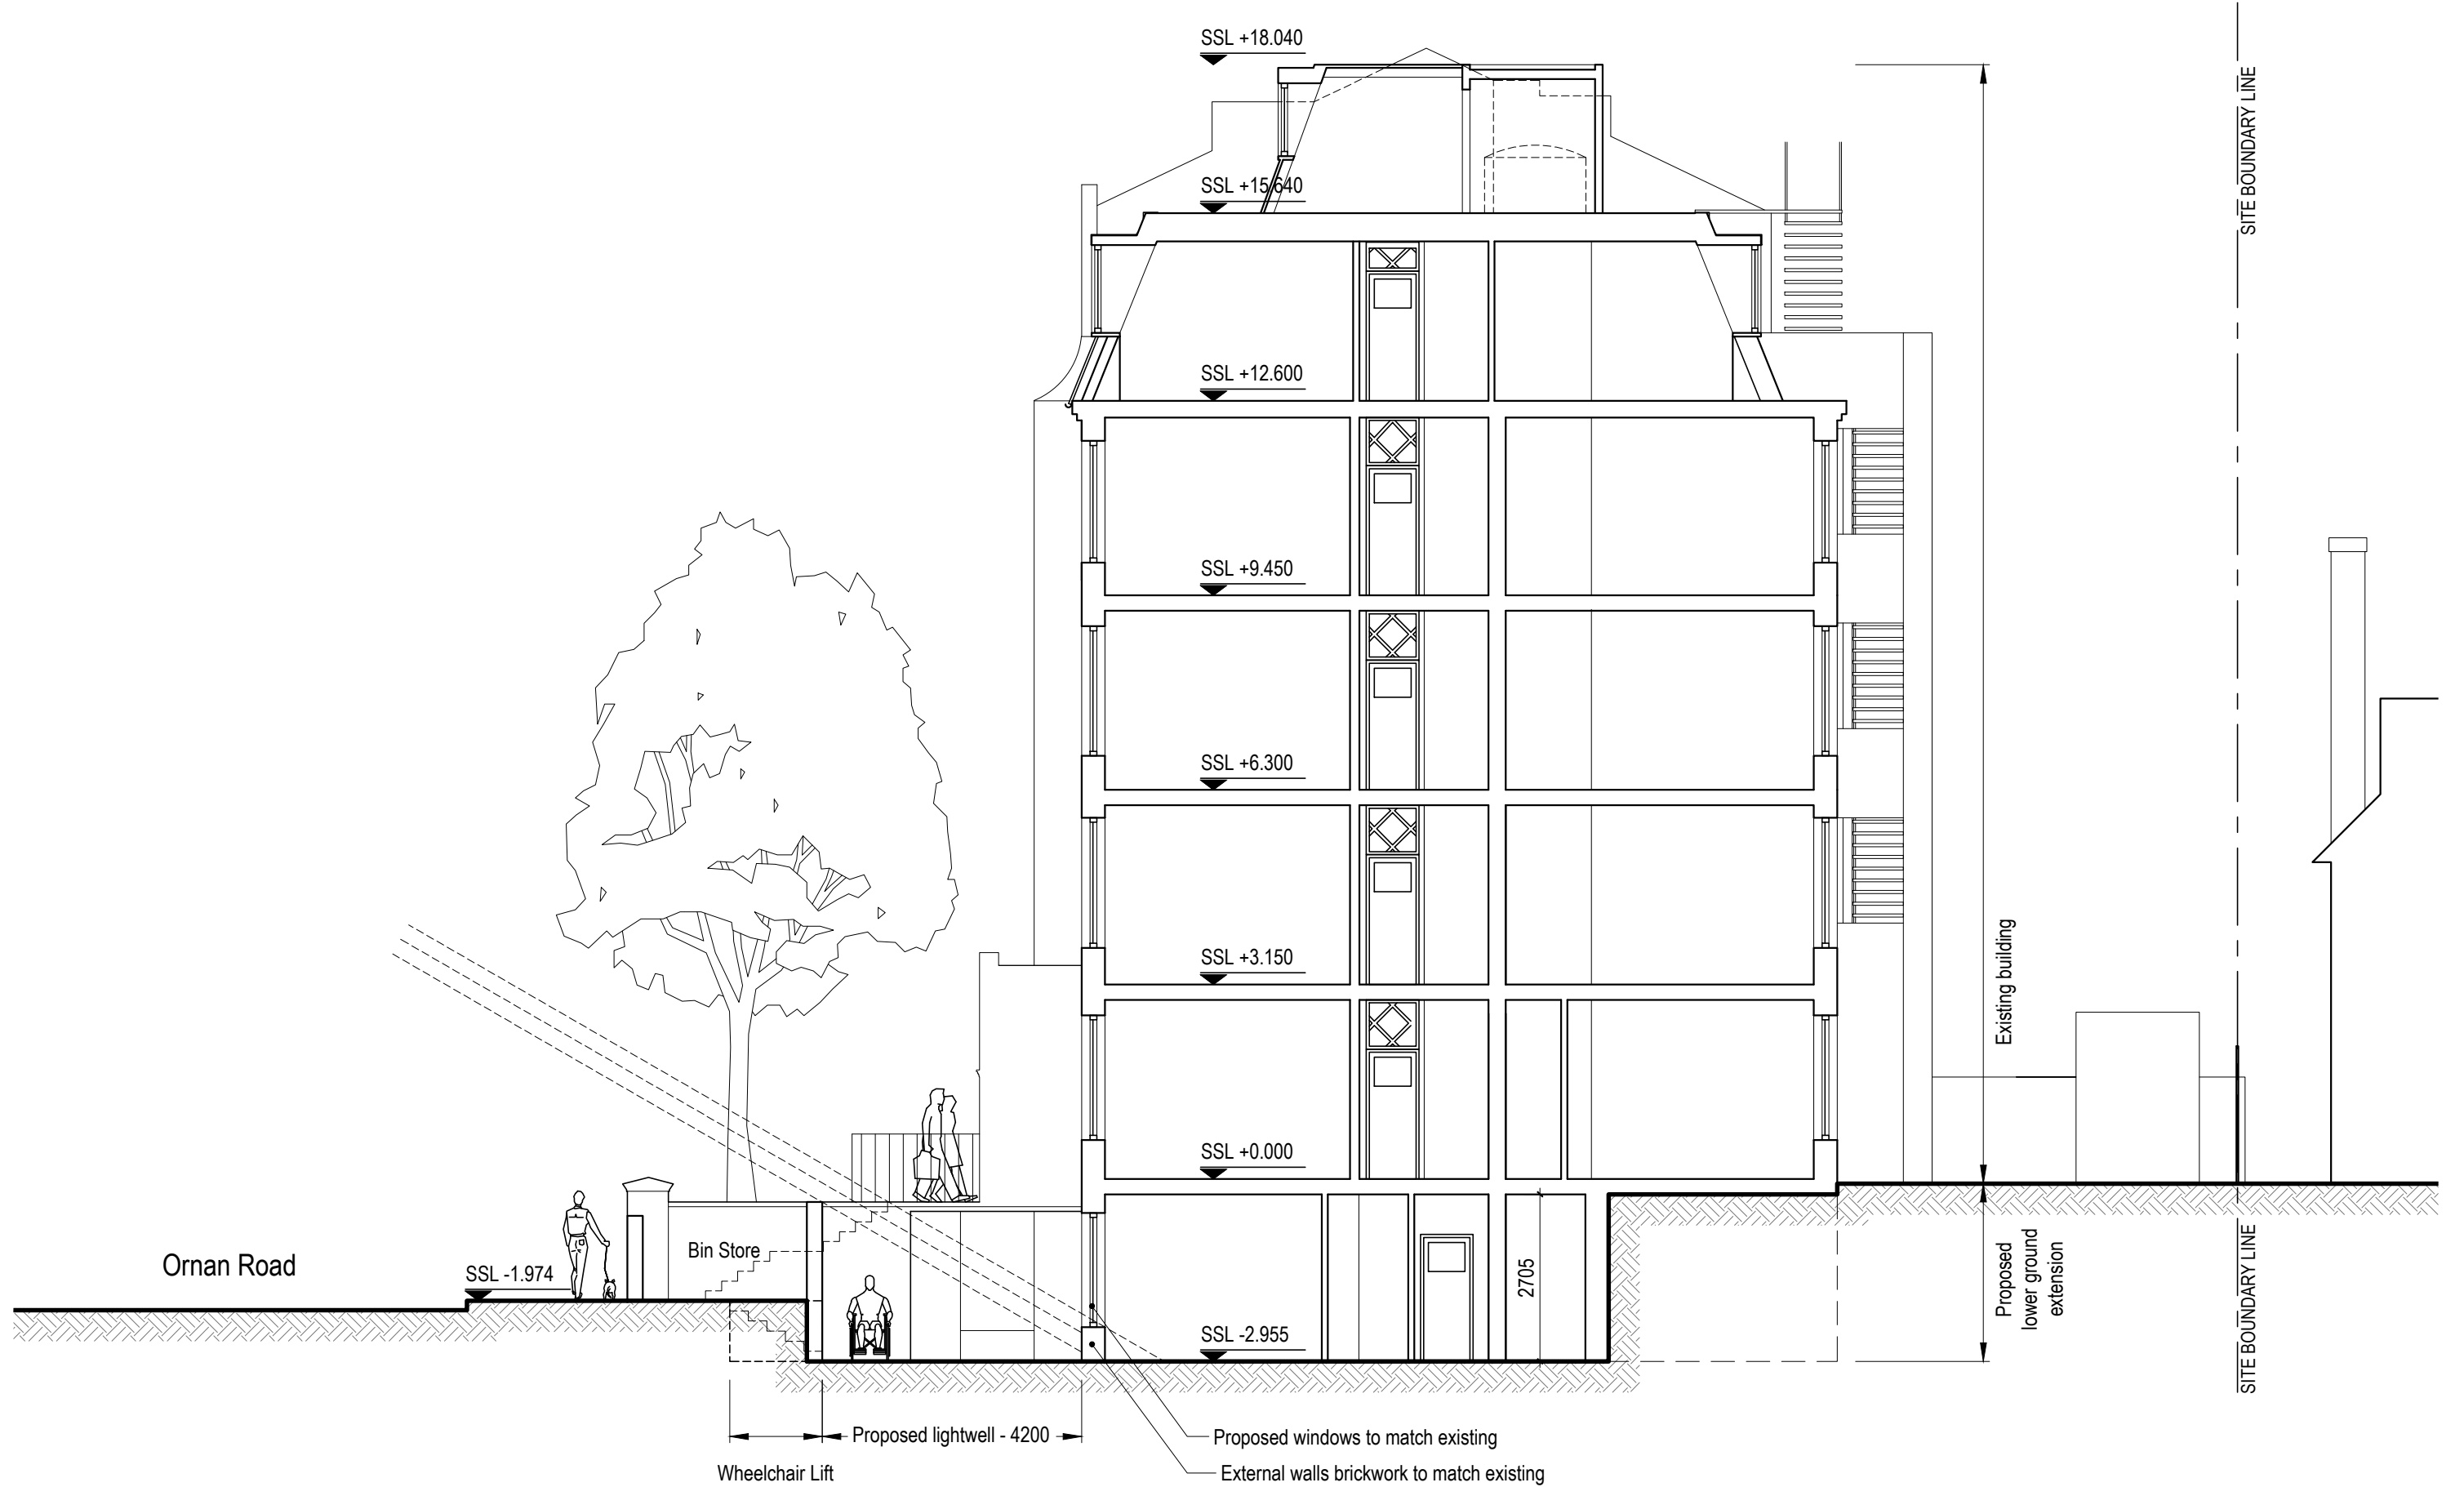 SSL +18.040
SITE BOUNDARY LINE
SSL +15.640
SSL +12.600
SSL +9.450
SSL +6.300
SSL +3.150
Existing building
SSL +0.000
Ornan Road
Bin Store
SSL -1.974
2705
Proposed
lower ground
extension
SITE BOUNDARY LINE
SSL -2.955
Proposed lightwell - 4200
Proposed windows to match existing
Wheelchair Lift
External walls brickwork to match existing